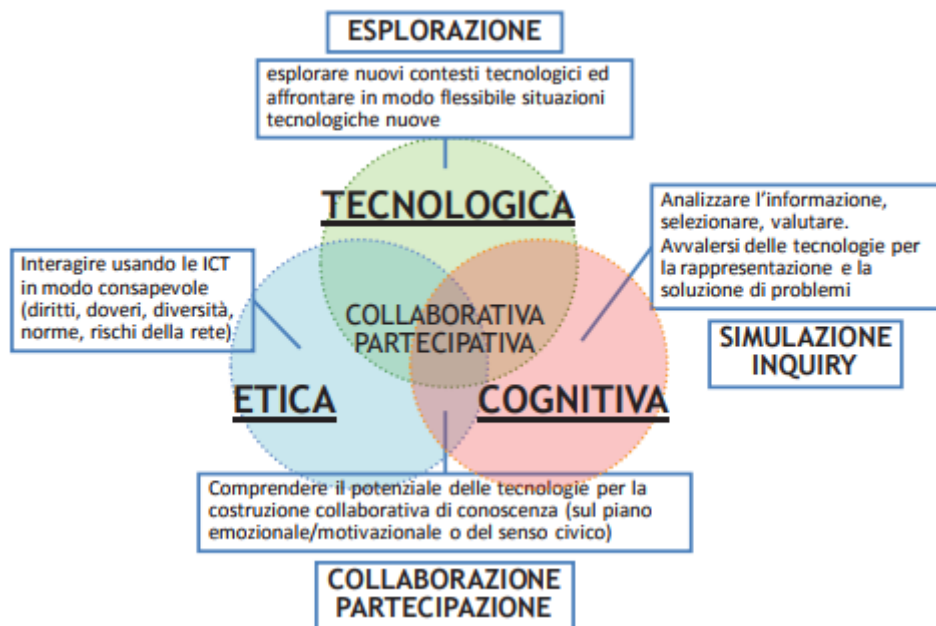 ESPLORAZIONE
esplorare nuovi contesti tecnologici ed
affrontare in modo flessibile situazioni
tecnologiche nuove
TECNOLOGICA
Analizzare l'informazione,
selezionare, valutare.
Avvalersi delle tecnologie per
la rappresentazione e la
soluzione di problemi
Interagire usando le ICT
in modo consapevole
(diritti, doveri, diversità,
norme, rischi della rete)
COLLABORATIVA
PARTECIPATIVA
SIMULAZIONE
INQUIRY
ETICA
COGNITIVA
Comprendere il potenziale delle tecnologie per la
costruzione collaborativa di conoscenza (sul piano
emozionale/motivazionale o del senso civico)
COLLABORAZIONE
PARTECIPAZIONE